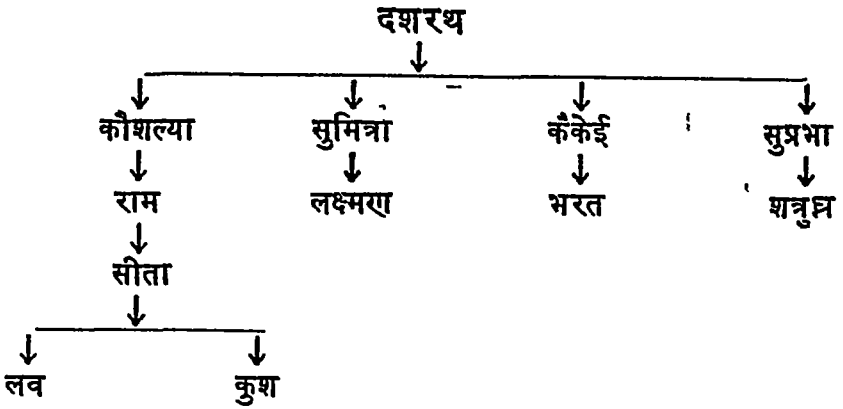 दशरथ
कौशल्या सुमित्रा कैकेई सुप्रभा
राम लक्ष्मण भरत शत्रुघ्न
सीता
लव कुश